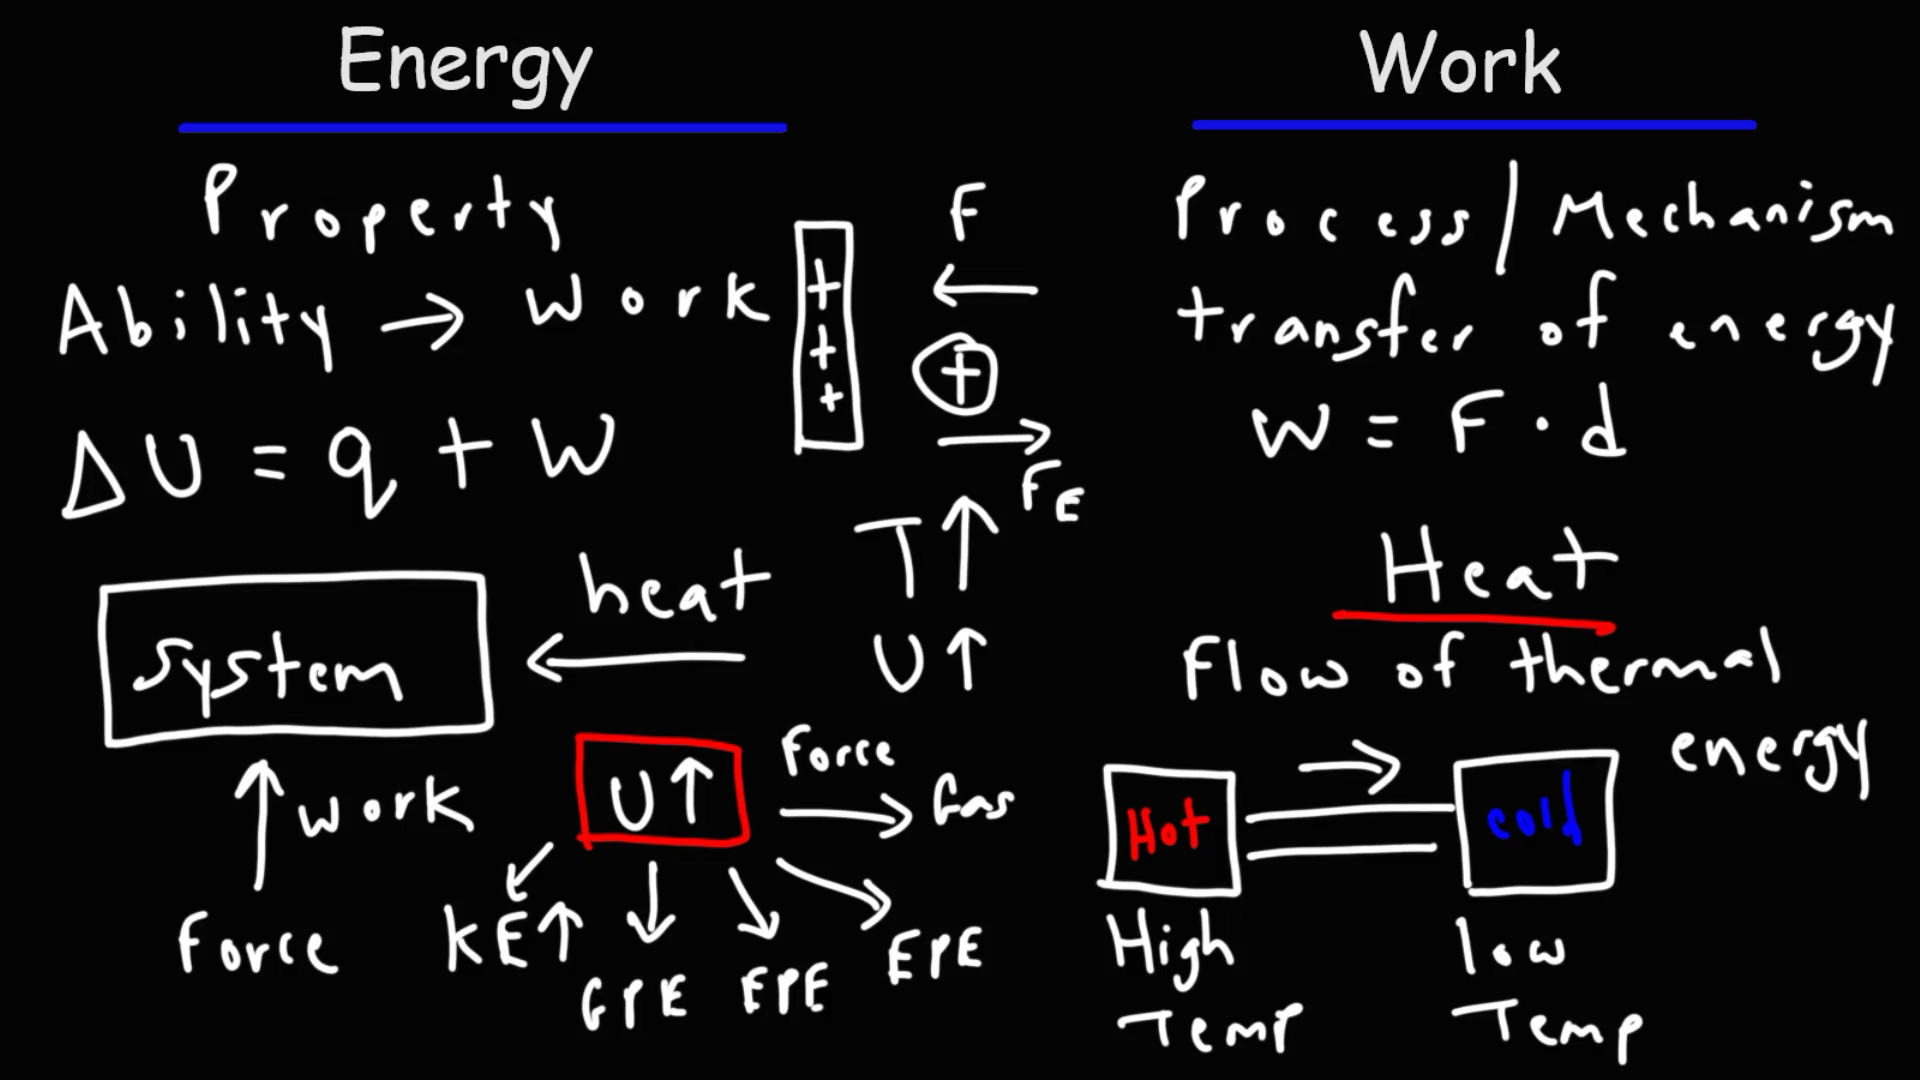 Energy
Property
Ability → Work
ΔU = q + W
System
heat
work
Force
F
+
+
+
+
FE
T↑
U↑
U↑
Force
Gas
KE↑
GPE
EPE
EPE
Work
Process/Mechanism
transfer of energy
W = F · d
Heat
Flow of thermal
energy
Hot
cold
High
Temp
low
Temp